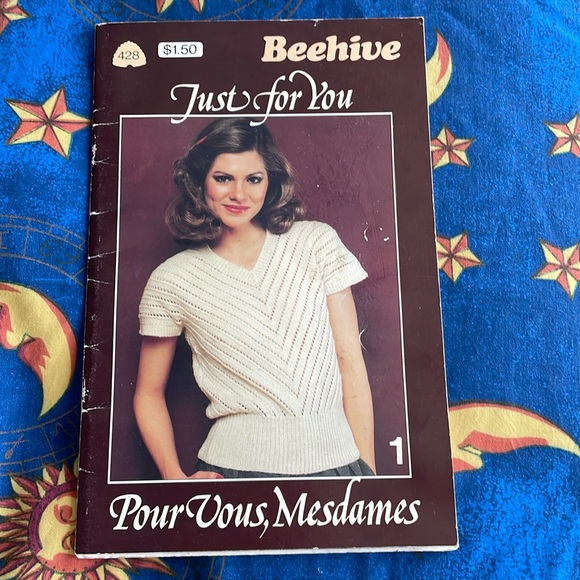 428 $1.50 Beehive
Just for You
1
Pour Vous, Mesdames